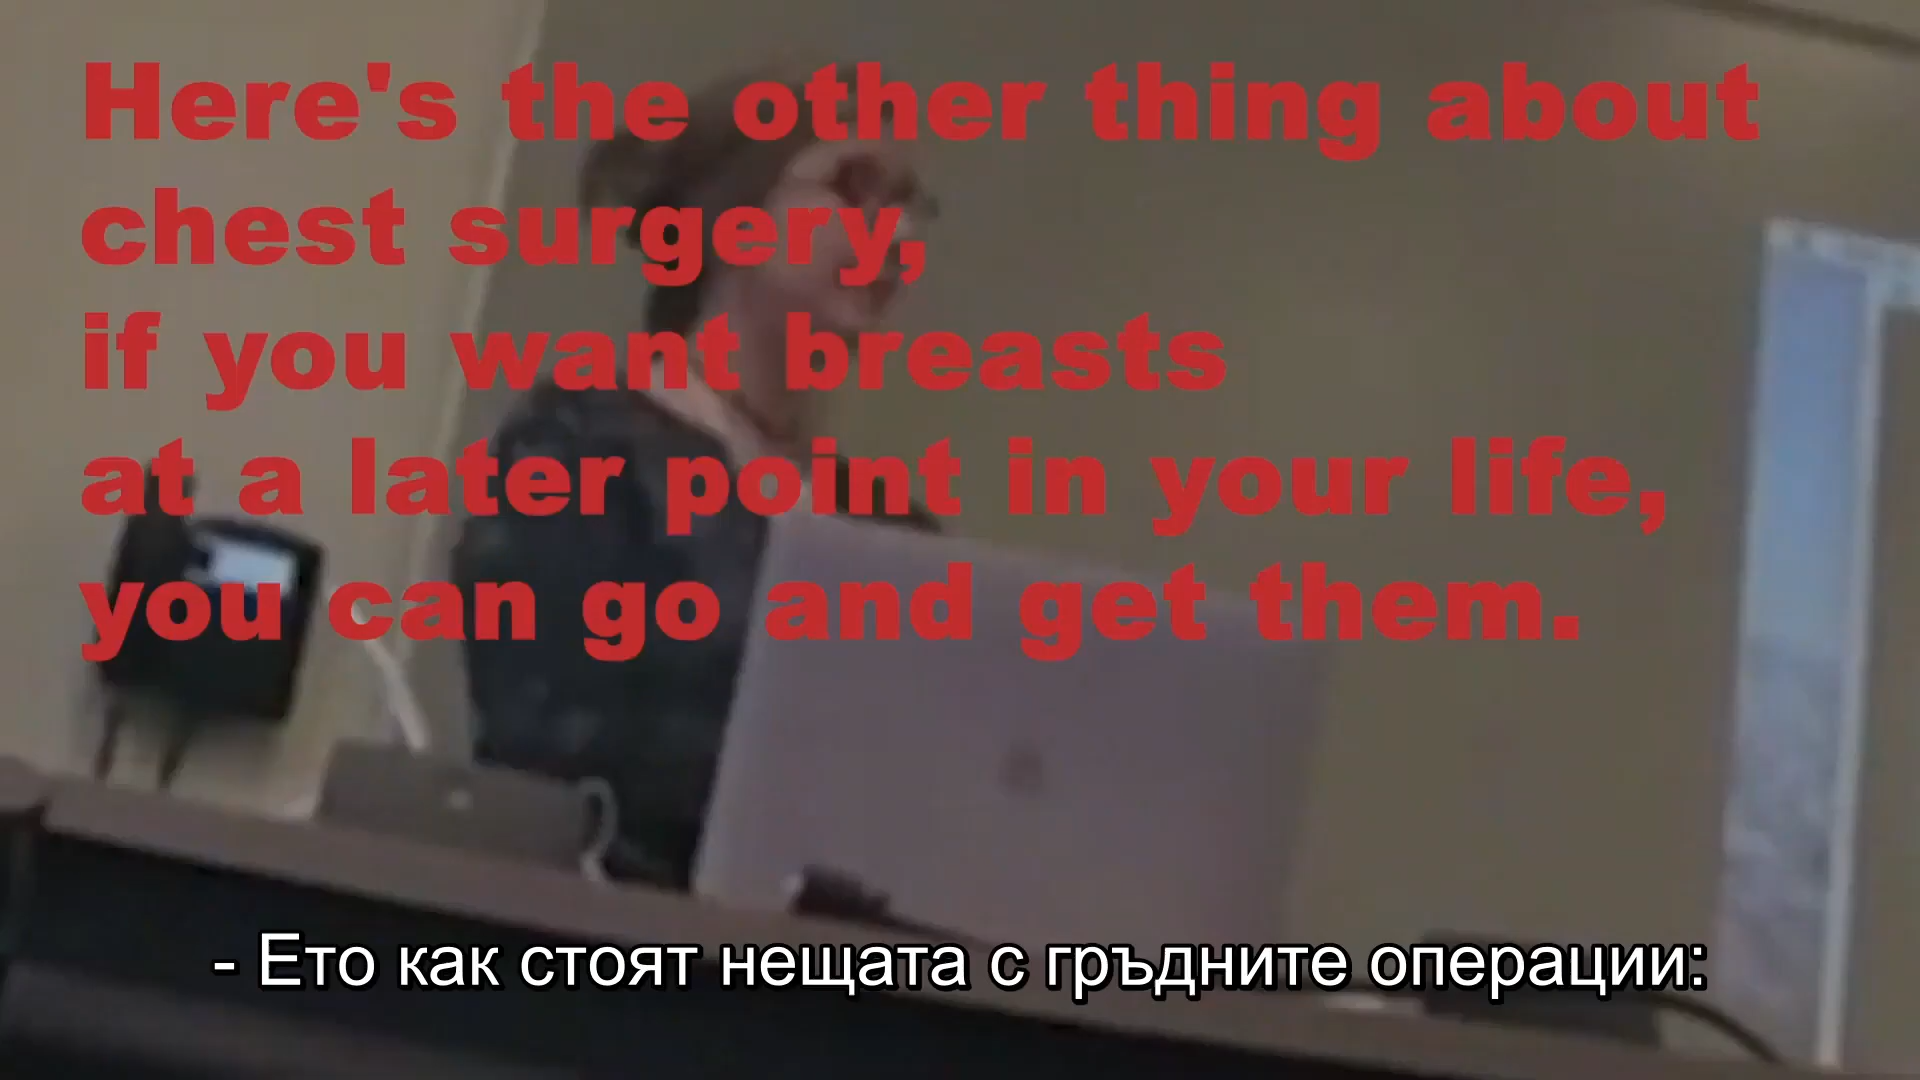 Here's the other thing about
chest surgery,
if you want breasts
at a later point in your life,
you can go and get them.
- Ето как стоят нещата с гръдните операции: